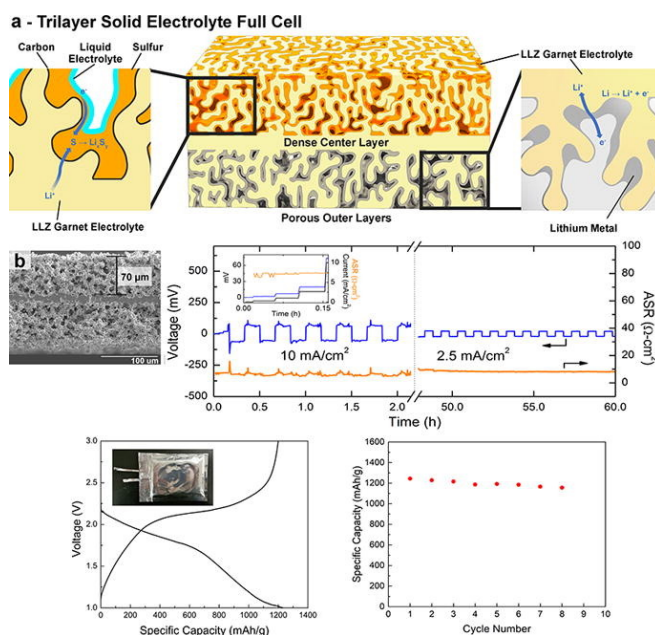 a - Trilayer Solid Electrolyte Full Cell
Carbon
Liquid
Electrolyte
Sulfur
e⁻
S → LiₓSᵧ
Li⁺
LLZ Garnet Electrolyte
Dense Center Layer
Porous Outer Layers
LLZ Garnet Electrolyte
Li⁺
Li → Li⁺ + e⁻
e⁻
Lithium Metal
b
70 μm
100 um
Voltage (mV)
500
250
0
-250
-500
mV
60
30
0
0.00
0.15
Time (h)
10
5
0
Current (mA/cm²)
ASR (Ω-cm²)
10 mA/cm²
2.5 mA/cm²
0.0
0.5
1.0
1.5
2.0
50.0
55.0
60.0
Time (h)
100
80
60
40
20
0
ASR (Ω-cm²)
Voltage (V)
3.0
2.5
2.0
1.5
1.0
0
200
400
600
800
1000
1200
1400
Specific Capacity (mAh/g)
Specific Capacity (mAh/g)
1600
1400
1200
1000
800
600
400
200
0
0
1
2
3
4
5
6
7
8
9
10
Cycle Number